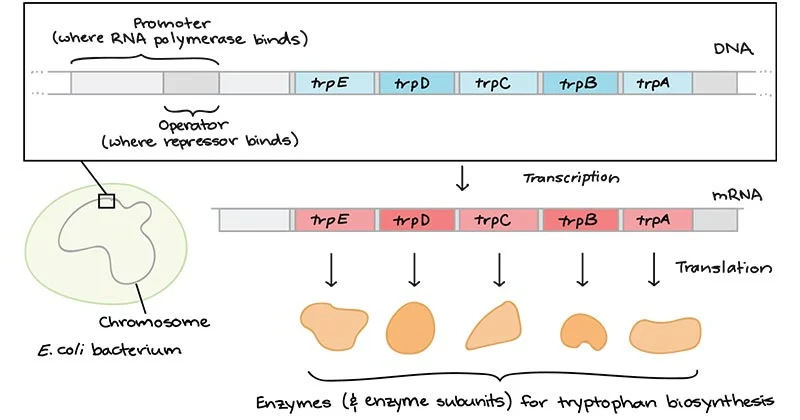 Promoter
(where RNA polymerase binds)
DNA
trpE trpD trpC trpB trpA
Operator
(where repressor binds)
Transcription
mRNA
trpE trpD trpC trpB trpA
Translation
Chromosome
E. coli bacterium
Enzymes (& enzyme subunits) for tryptophan biosynthesis